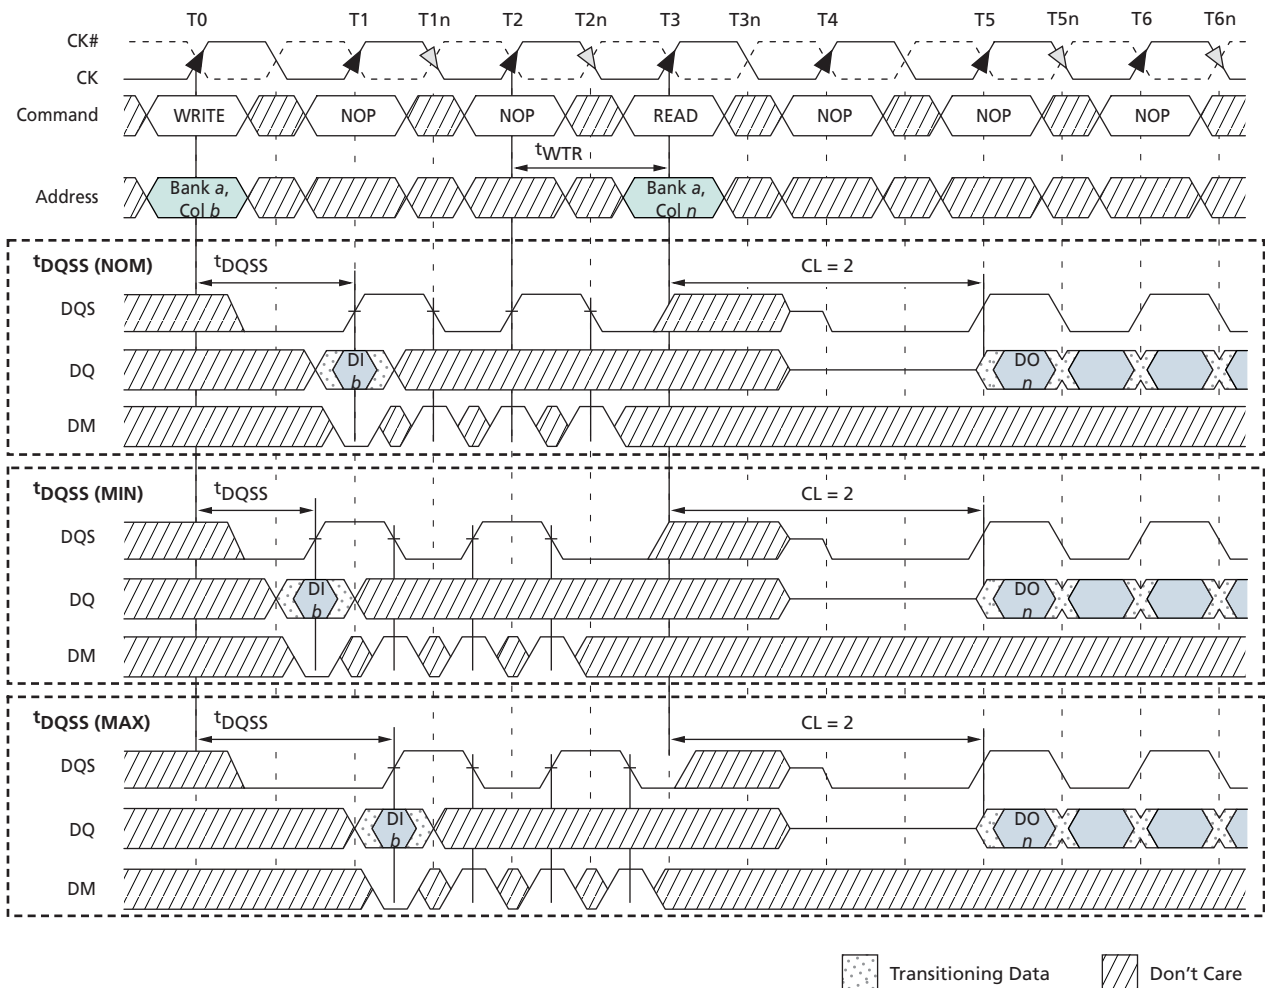 T0 T1 T1n T2 T2n T3 T3n T4 T5 T5n T6 T6n
CK#
CK
Command WRITE NOP NOP READ NOP NOP NOP
tWTR
Address Bank a, Col b Bank a, Col n
tDQSS (NOM) tDQSS CL = 2
DQS
DQ DI b DO n
DM
tDQSS (MIN) tDQSS CL = 2
DQS
DQ DI b DO n
DM
tDQSS (MAX) tDQSS CL = 2
DQS
DQ DI b DO n
DM
Transitioning Data Don't Care